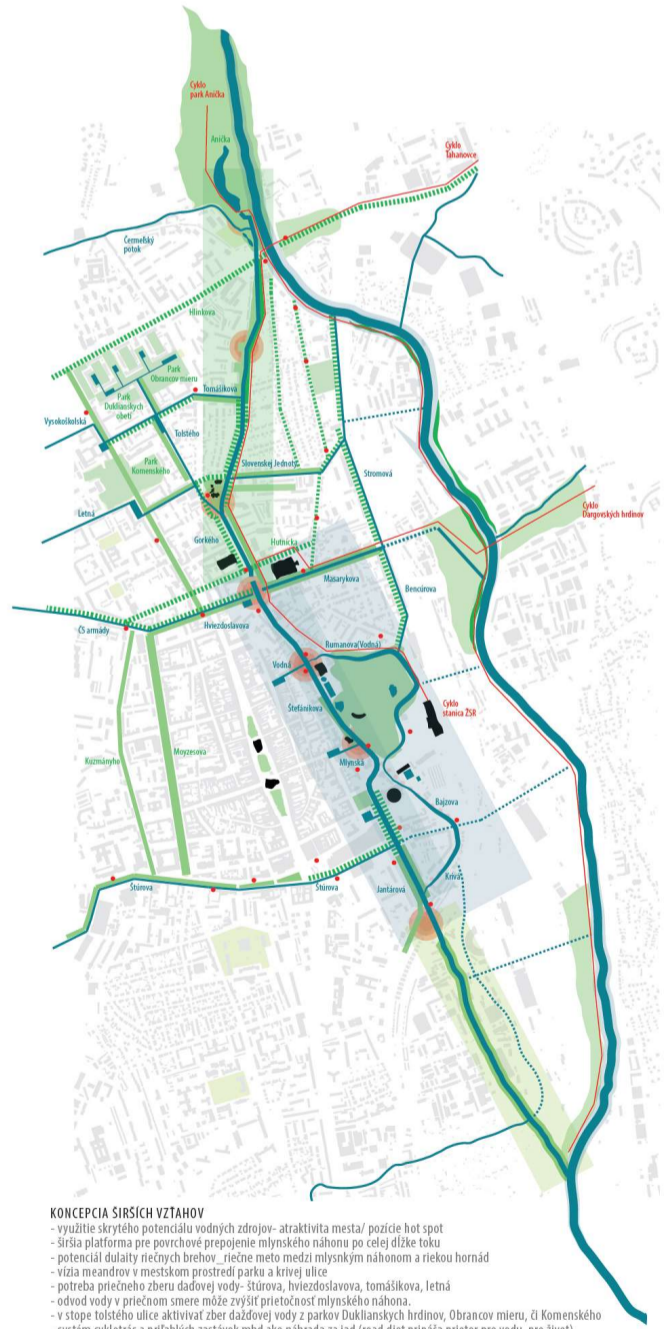 Cyklo
park Anička
Anička
Cyklo
Ťahanovce
Čermeľský
potok
Hlinkova
Park
Obrancov mieru
Park
Duklianskych
obetí
Tomášikova
Vysokoškolská
Tolstého
Park
Komenského
Slovenskej Jednoty
Stromová
Letná
Cyklo
Dargovských hrdinov
Gorkého
Hutnícka
Masarykova
Bencúrova
ČS armády
Hviezdoslavova
Rumanova(Vodná)
Vodná
Štefánikova
Cyklo
stanica ŽSR
Kuzmányho
Moyzesova
Mlynská
Bajzova
Krivá
Štúrova
Štúrova
Jantárova
KONCEPCIA ŠIRŠÍCH VZŤAHOV
- využitie skrytého potenciálu vodných zdrojov- atraktivita mesta/ pozície hot spot
- širšia platforma pre povrchové prepojenie mlynského náhonu po celej dĺžke toku
- potenciál dulaity riečnych brehov_riečne meto medzi mlysnkým náhonom a riekou hornád
- vízia meandrov v mestskom prostredí parku a krivej ulice
- potreba priečneho zberu daďovej vody- štúrova, hviezdoslavova, tomášikova, letná
- odvod vody v priečnom smere môže zvýšiť prietočnosť mlynského náhona.
- v stope tolstého ulice aktivivať zber dažďovej vody z parkov Duklianskych hrdinov, Obrancov mieru, či Komenského